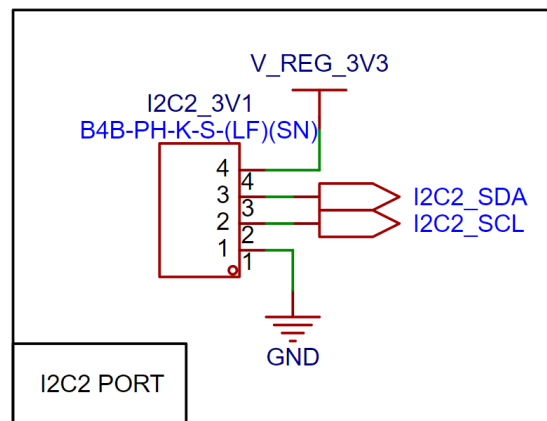 V_REG_3V3
I2C2_3V1
B4B-PH-K-S-(LF)(SN)
4
4
3
I2C2_SDA
3
2
I2C2_SCL
2
1
1
GND
I2C2 PORT